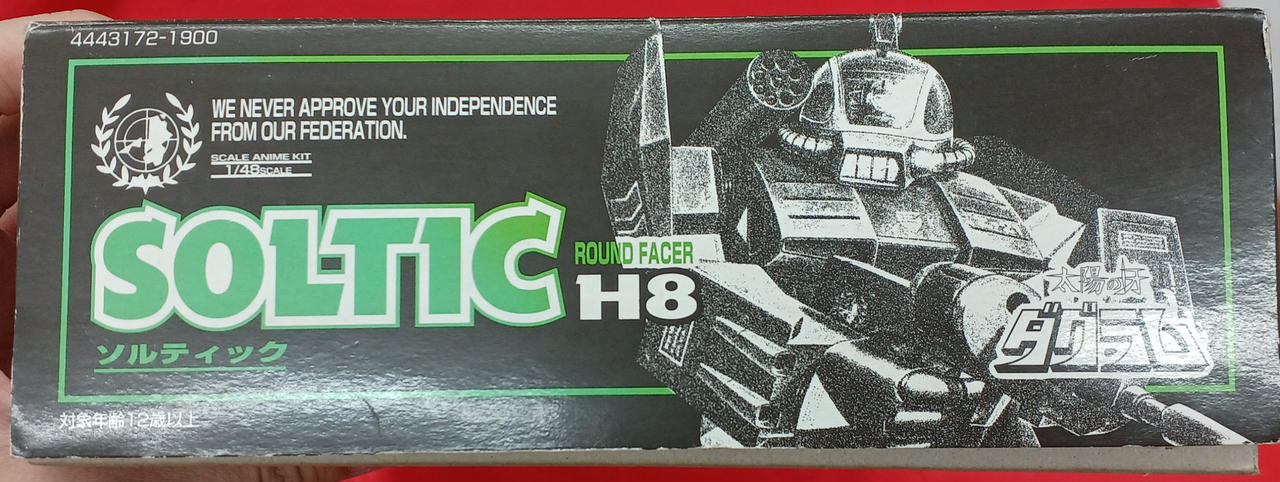 4443172-1900
WE NEVER APPROVE YOUR INDEPENDENCE
FROM OUR FEDERATION.
SCALE ANIME KIT
1/48SCALE
SOLTIC
ROUND FACER
H8
ソルティック
太陽の牙
ダグラム
対象年齢12歳以上